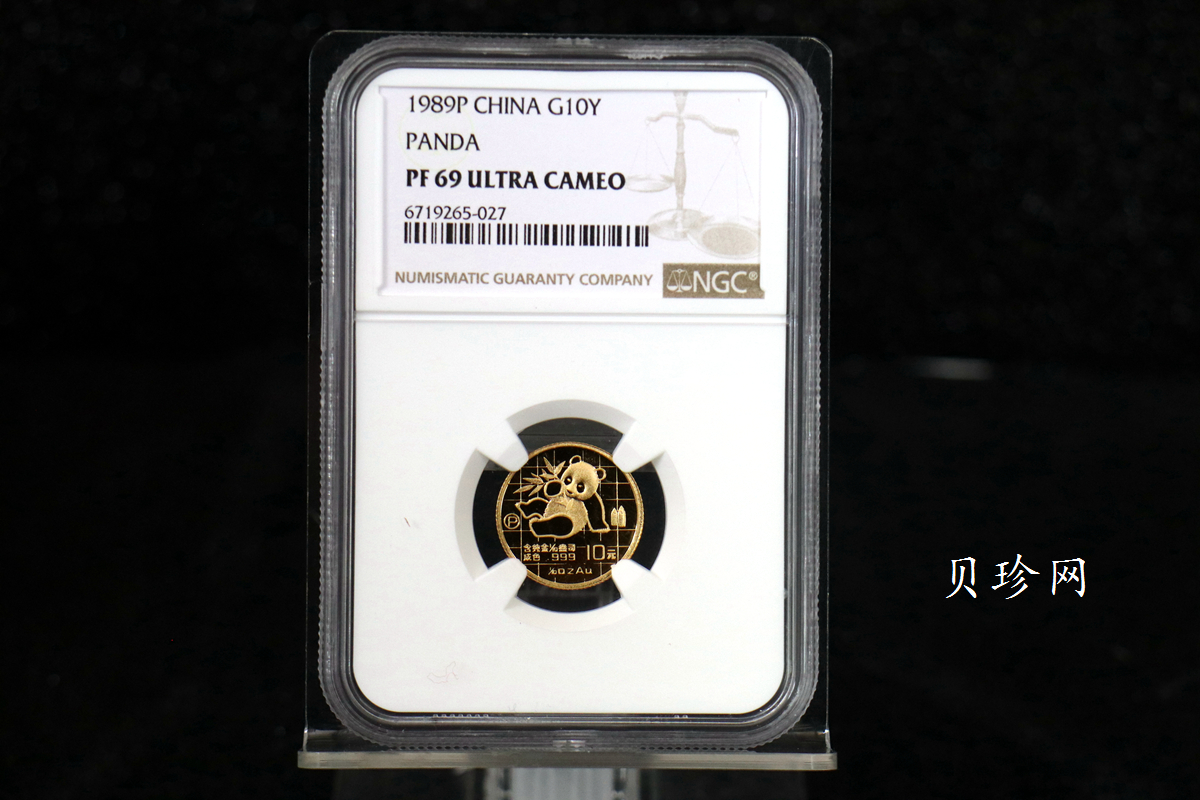 1989P CHINA G10Y
PANDA
PF 69 ULTRA CAMEO
6719265-027
NUMISMATIC GUARANTY COMPANY
NGC®
P
含纯金1/10盎司
成色 .999 10元
1/10 oz Au
贝珍网